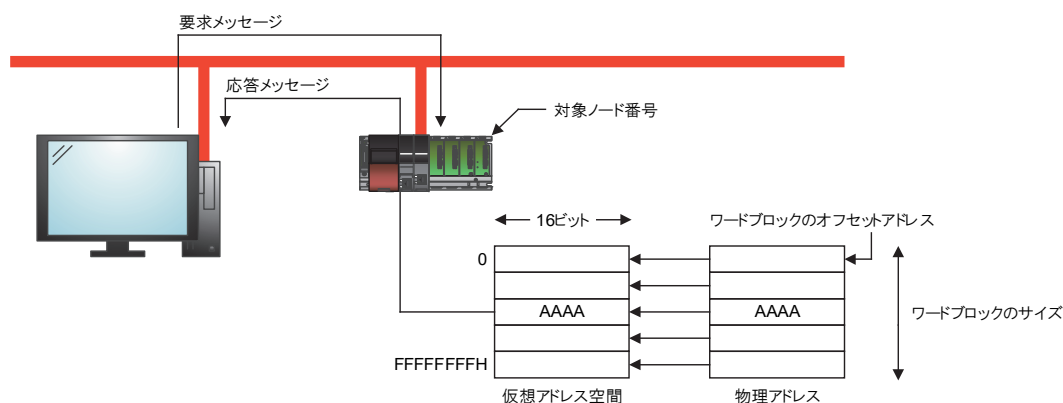 要求メッセージ
応答メッセージ
対象ノード番号
16ビット
ワードブロックのオフセットアドレス
0
AAAA
AAAA
ワードブロックのサイズ
FFFFFFFFH
仮想アドレス空間
物理アドレス